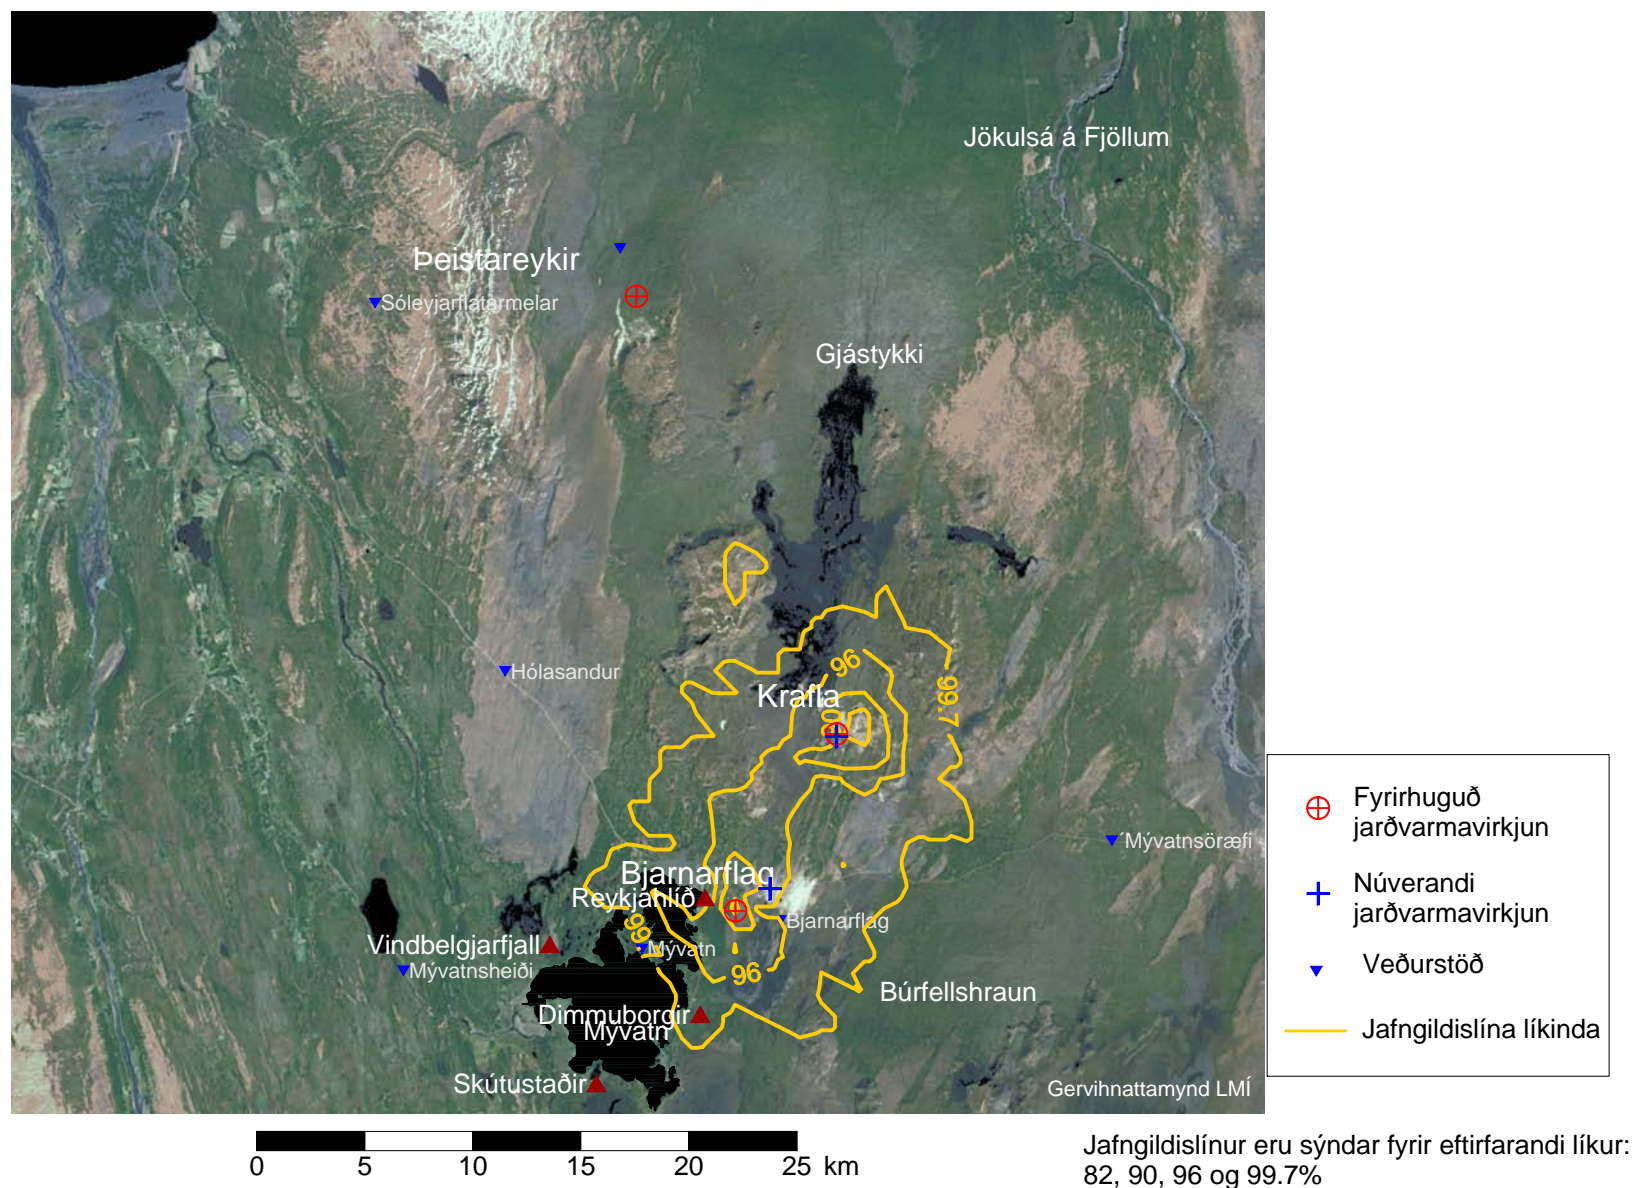 Jökulsá á Fjöllum
Þeistareykir
Sóleyjarflatarmelar
Gjástykki
Hólasandur
96
99.7
Krafla
´Mývatnsöræfi
Bjarnarflag
Reykjahlíð
Bjarnarflag
Vindbelgjarfjall
Mývatn
Mývatnsheiði
96
Búrfellshraun
Dimmuborgir
Mývatn
Skútustaðir
Gervihnattamynd LMÍ
Fyrirhuguð
jarðvarmavirkjun
Núverandi
jarðvarmavirkjun
Veðurstöð
Jafngildislína líkinda
0 5 10 15 20 25 km
Jafngildislínur eru sýndar fyrir eftirfarandi líkur:
82, 90, 96 og 99.7%